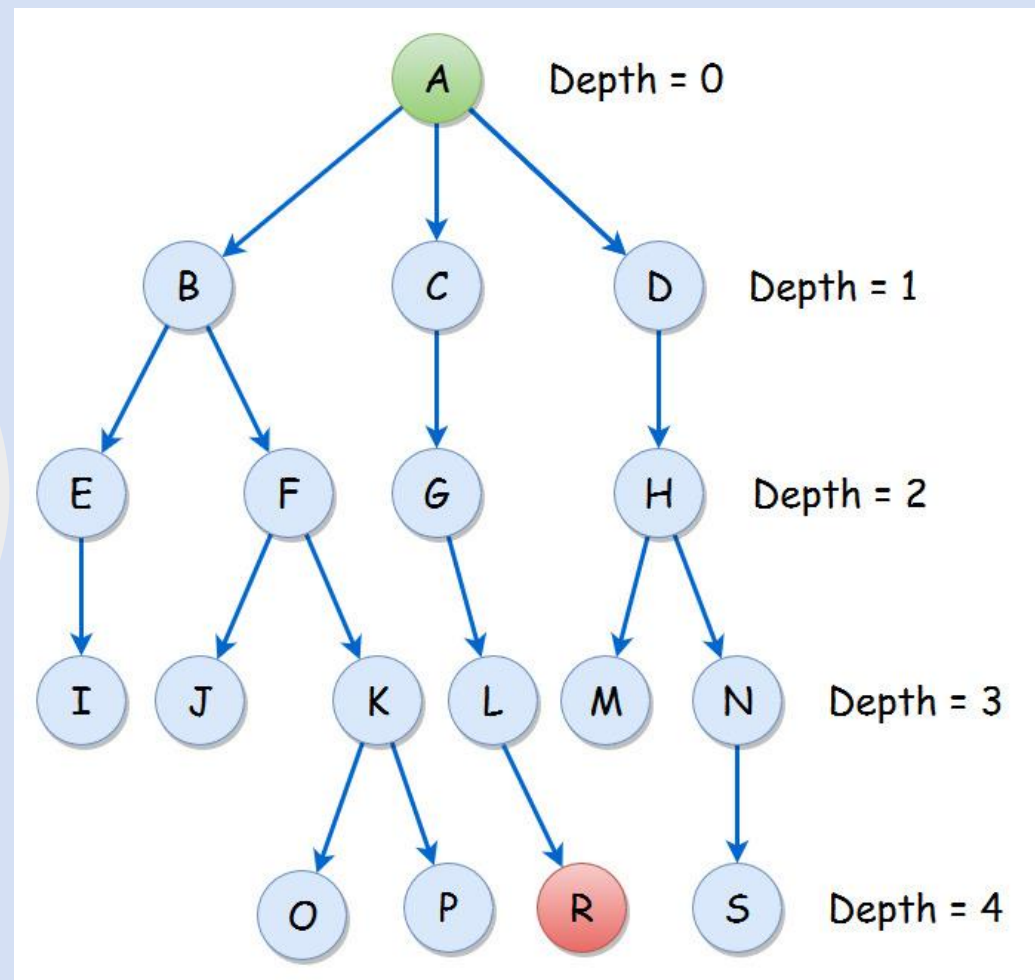 A Depth = 0
B C D Depth = 1
E F G H Depth = 2
I J K L M N Depth = 3
O P R S Depth = 4